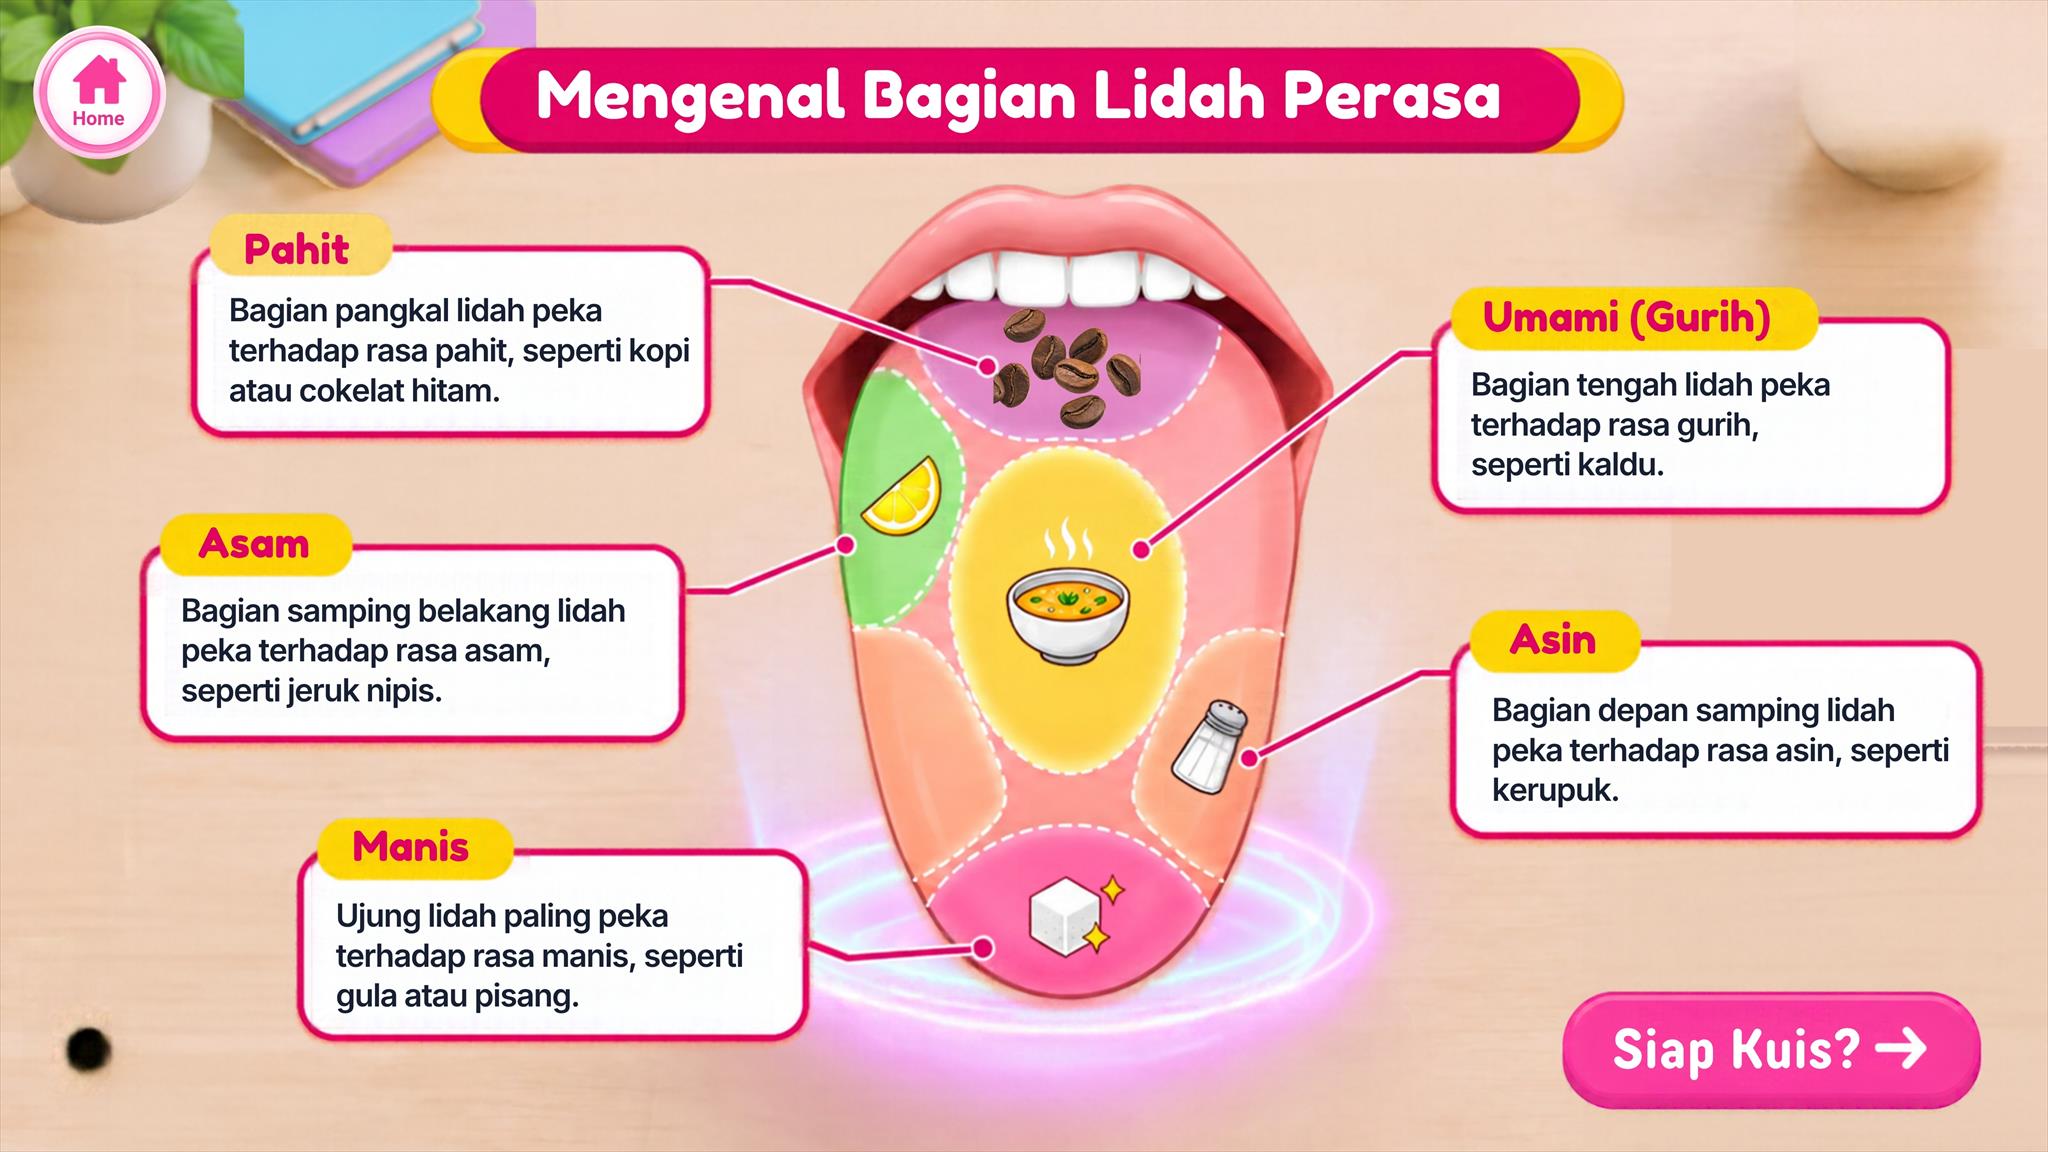 Home
Mengenal Bagian Lidah Perasa
Pahit
Bagian pangkal lidah peka
terhadap rasa pahit, seperti kopi
atau cokelat hitam.
Umami (Gurih)
Bagian tengah lidah peka
terhadap rasa gurih,
seperti kaldu.
Asam
Bagian samping belakang lidah
peka terhadap rasa asam,
seperti jeruk nipis.
Asin
Bagian depan samping lidah
peka terhadap rasa asin, seperti
kerupuk.
Manis
Ujung lidah paling peka
terhadap rasa manis, seperti
gula atau pisang.
Siap Kuis? →